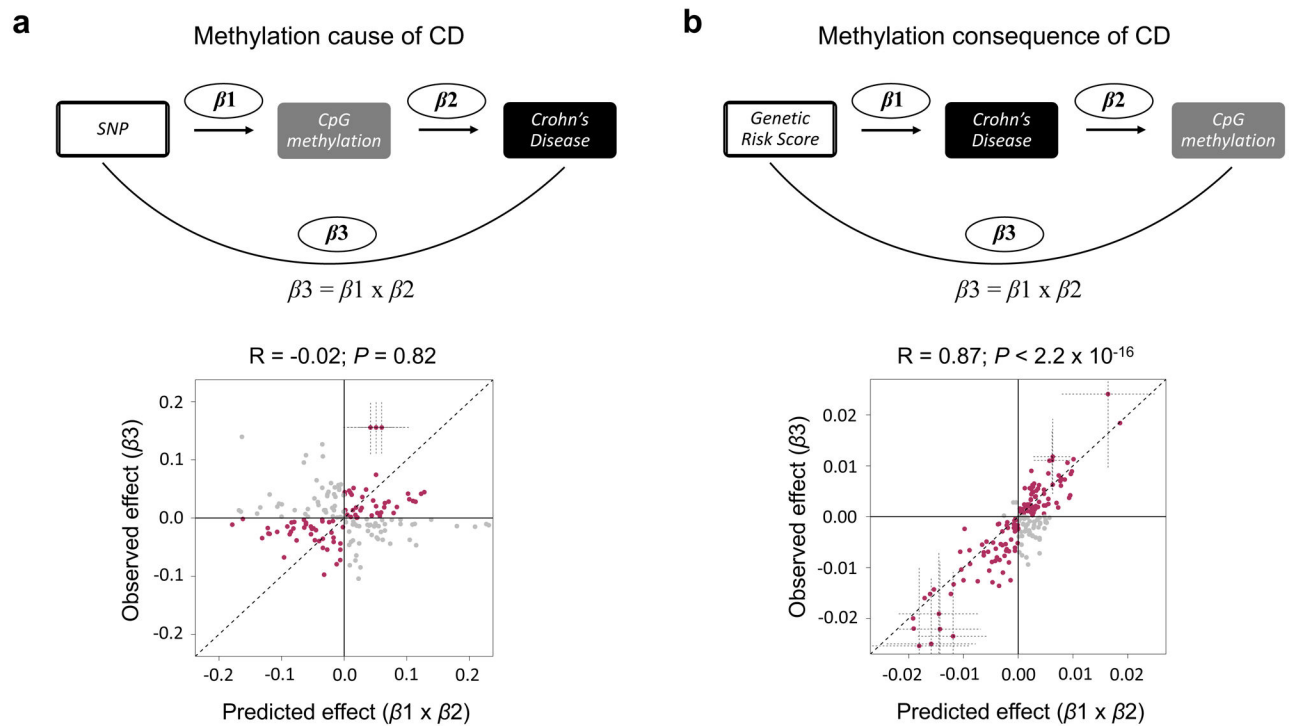 a
Methylation cause of CD
β1
β2
SNP
CpG
methylation
Crohn's
Disease
β3
β3 = β1 x β2
R = -0.02; P = 0.82
Observed effect (β3)
0.2
0.1
0.0
-0.1
-0.2
-0.2
-0.1
0.0
0.1
0.2
Predicted effect (β1 x β2)
b
Methylation consequence of CD
β1
β2
Genetic
Risk Score
Crohn's
Disease
CpG
methylation
β3
β3 = β1 x β2
R = 0.87; P < 2.2 x 10⁻¹⁶
Observed effect (β3)
0.02
0.01
0.00
-0.01
-0.02
-0.02
-0.01
0.00
0.01
0.02
Predicted effect (β1 x β2)